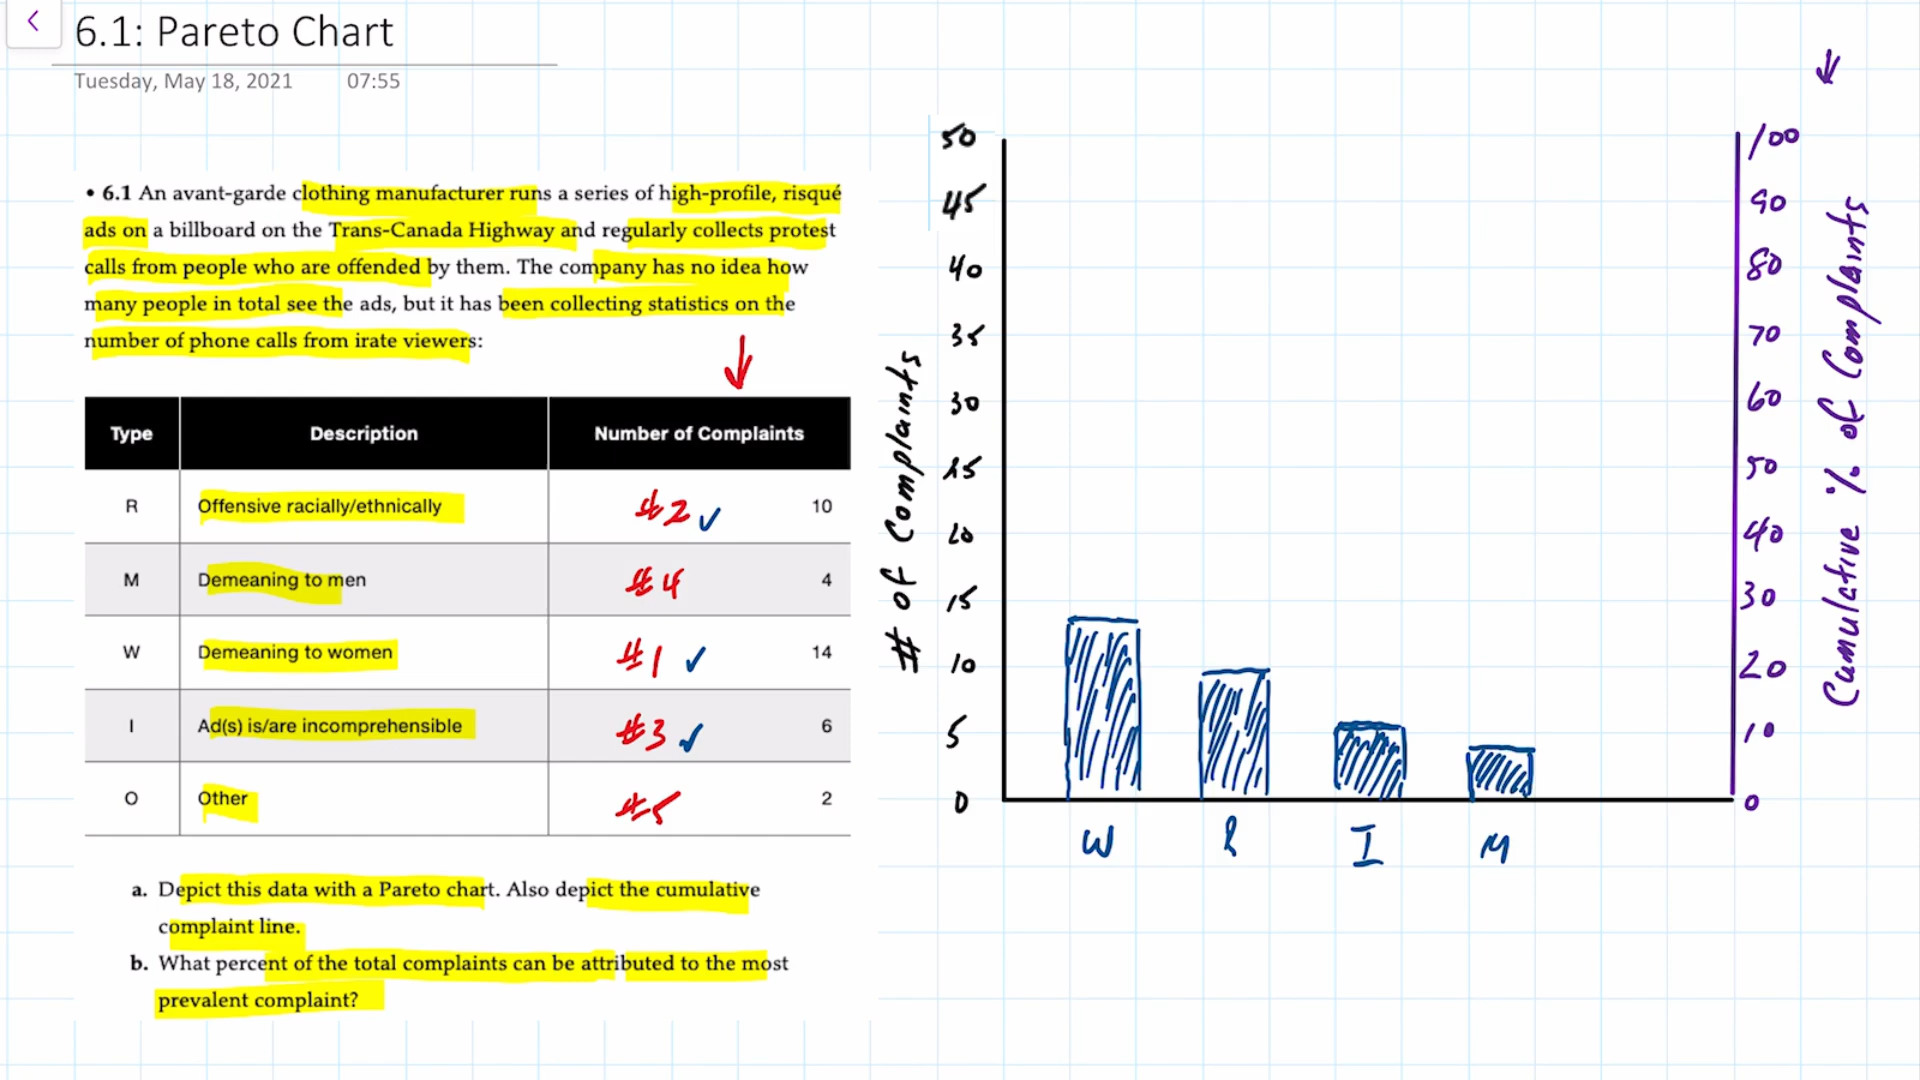 6.1: Pareto Chart
Tuesday, May 18, 2021 07:55
• 6.1 An avant-garde clothing manufacturer runs a series of high-profile, risqué
ads on a billboard on the Trans-Canada Highway and regularly collects protest
calls from people who are offended by them. The company has no idea how
many people in total see the ads, but it has been collecting statistics on the
number of phone calls from irate viewers:
Type Description Number of Complaints
R Offensive racially/ethnically #2 ✓ 10
M Demeaning to men #4 4
W Demeaning to women #1 ✓ 14
I Ad(s) is/are incomprehensible #3 ✓ 6
O Other #5 2
a. Depict this data with a Pareto chart. Also depict the cumulative
complaint line.
b. What percent of the total complaints can be attributed to the most
prevalent complaint?
# of Complaints
50
45
40
35
30
25
20
15
10
5
0
W R I M
100
90
80
70
60
50
40
30
20
10
0
Cumulative % of Complaints